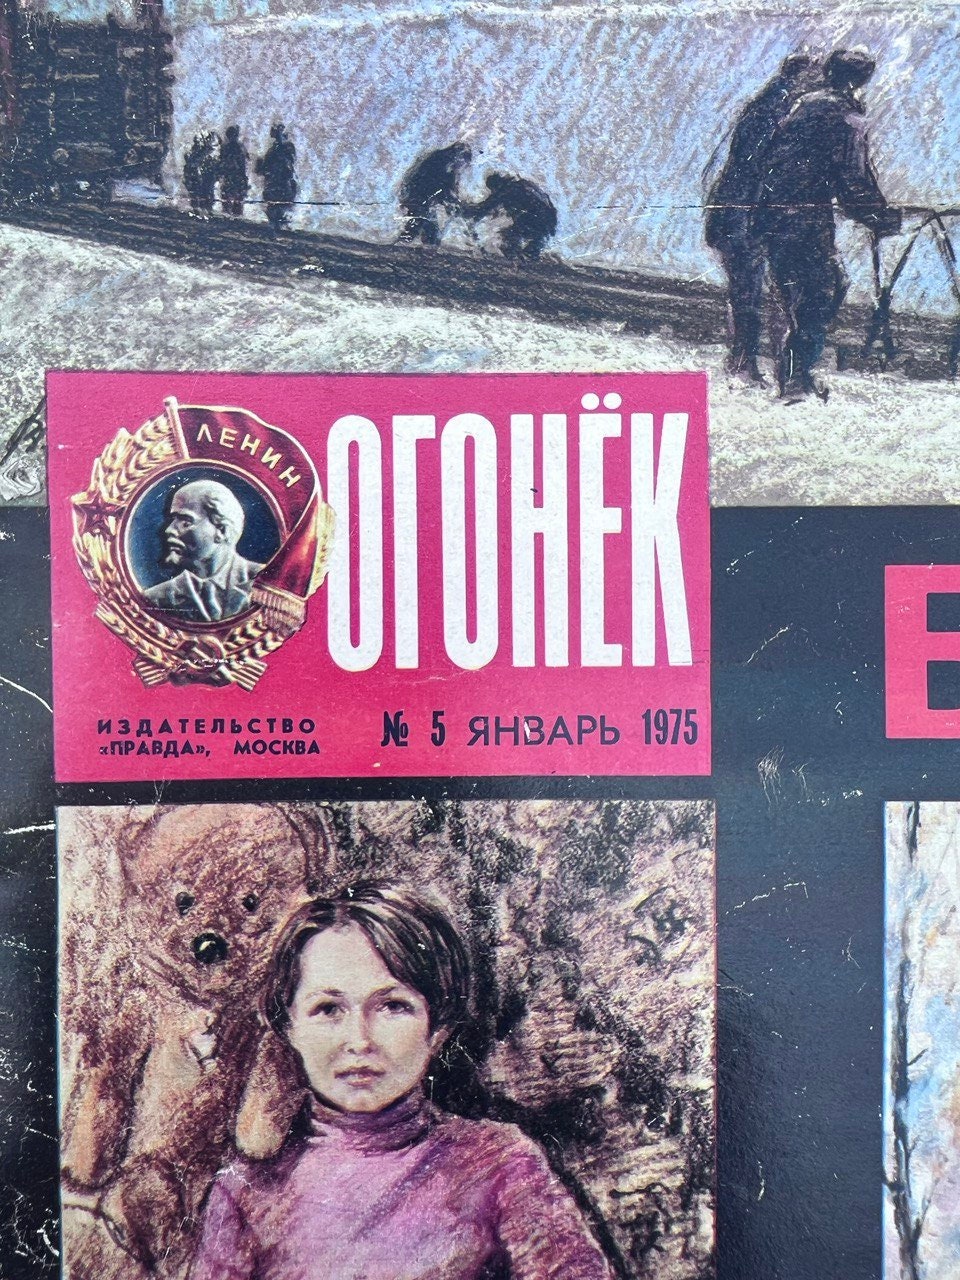 ЛЕНИН
ОГОНЁК
ИЗДАТЕЛЬСТВО
«ПРАВДА», МОСКВА
№ 5 ЯНВАРЬ 1975